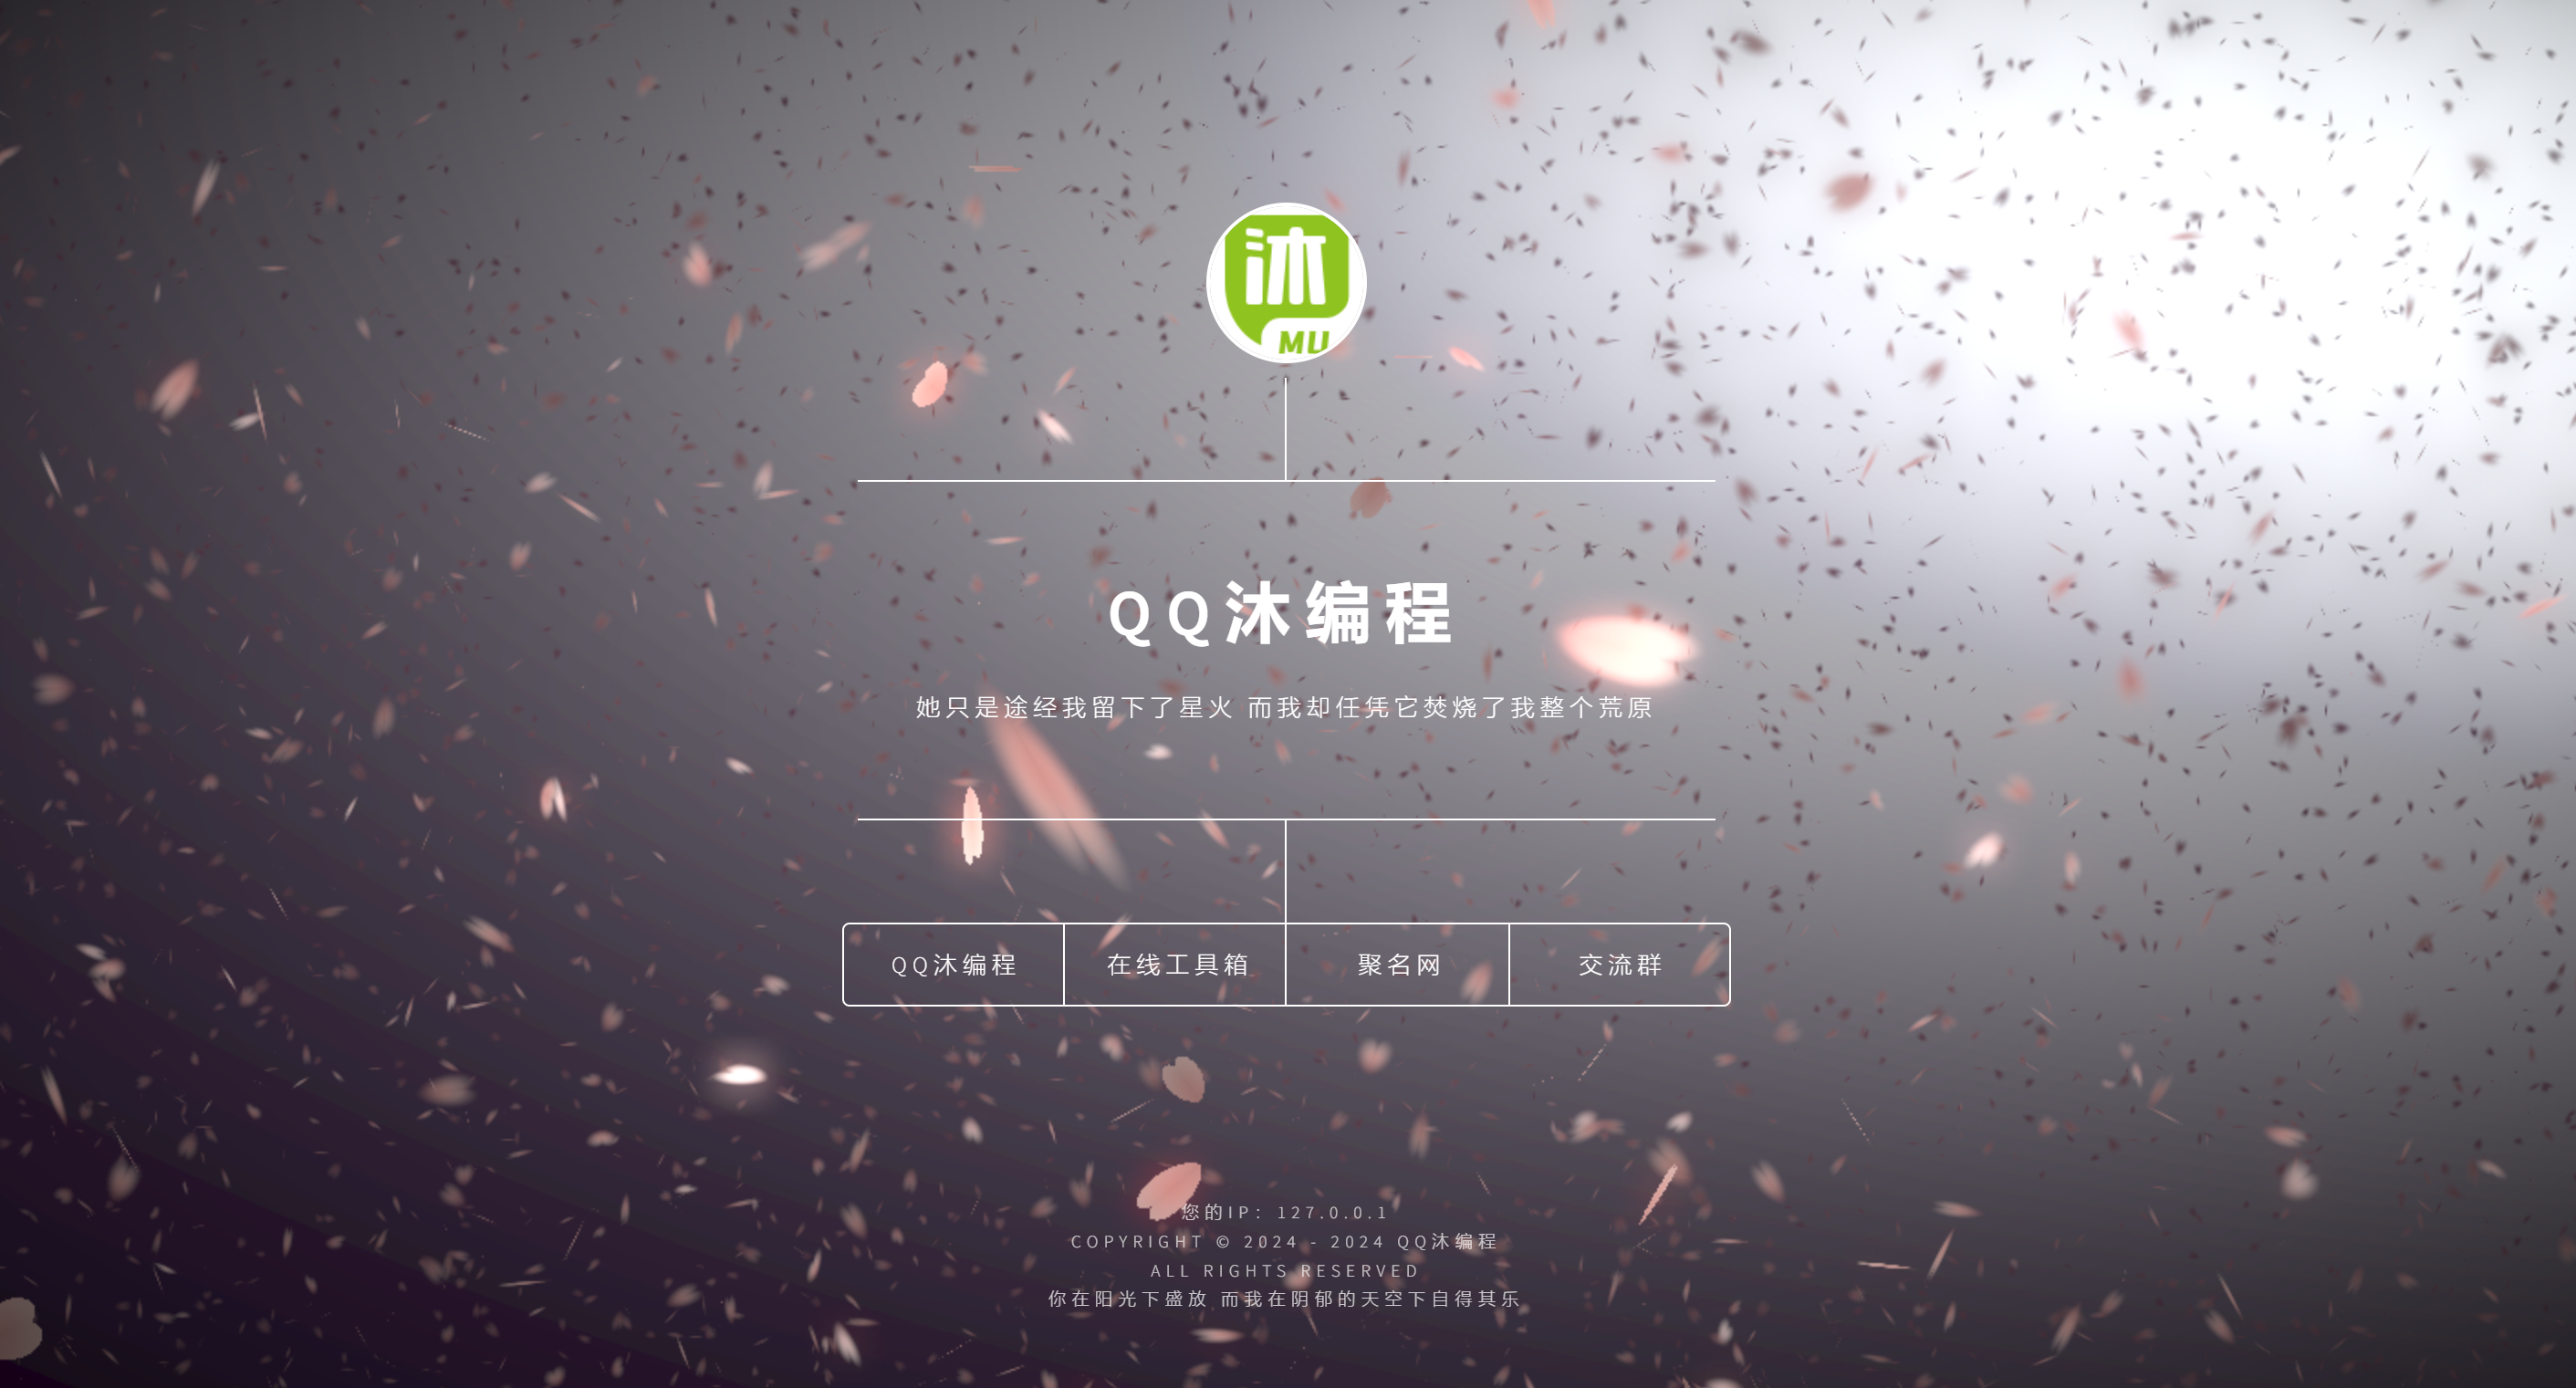 沐
MU
QQ沐编程
她只是途经我留下了星火 而我却任凭它焚烧了我整个荒原
QQ沐编程
在线工具箱
聚名网
交流群
您的IP: 127.0.0.1
COPYRIGHT © 2024 - 2024 QQ沐编程
ALL RIGHTS RESERVED
你在阳光下盛放 而我在阴郁的天空下自得其乐